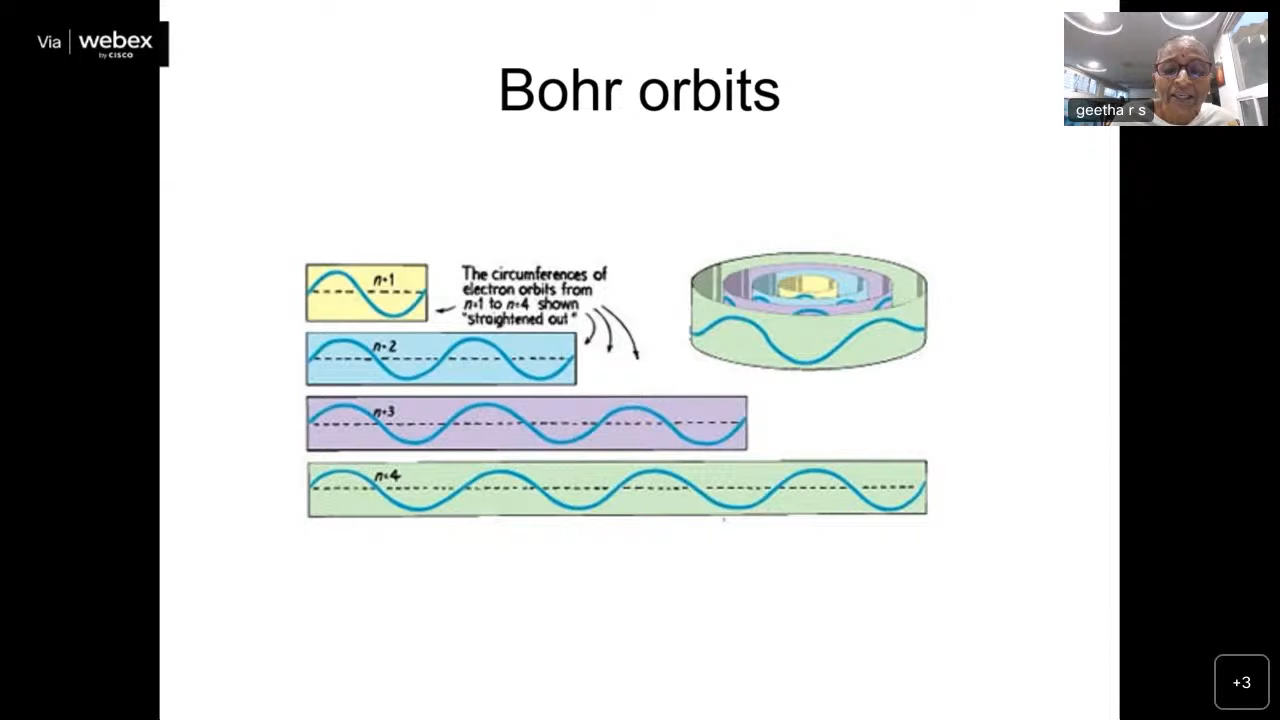 Via webex
by CISCO
Bohr orbits
geetha r s
n=1
The circumferences of
electron orbits from
n=1 to n=4 shown
"straightened out"
n=2
n=3
n=4
+3